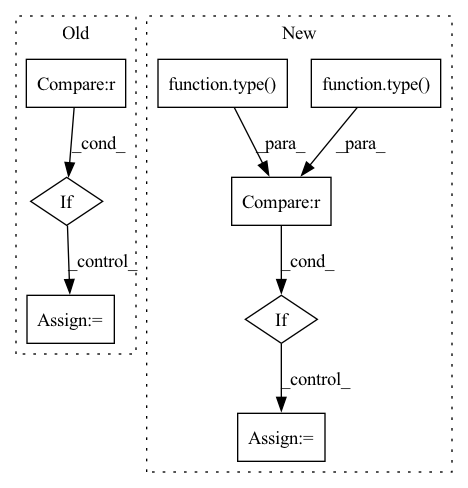 Old
Compare:r
_cond_
If
_control_
Assign:=
New
function.type()
function.type()
_para_
_para_
Compare:r
_cond_
If
_control_
Assign:=